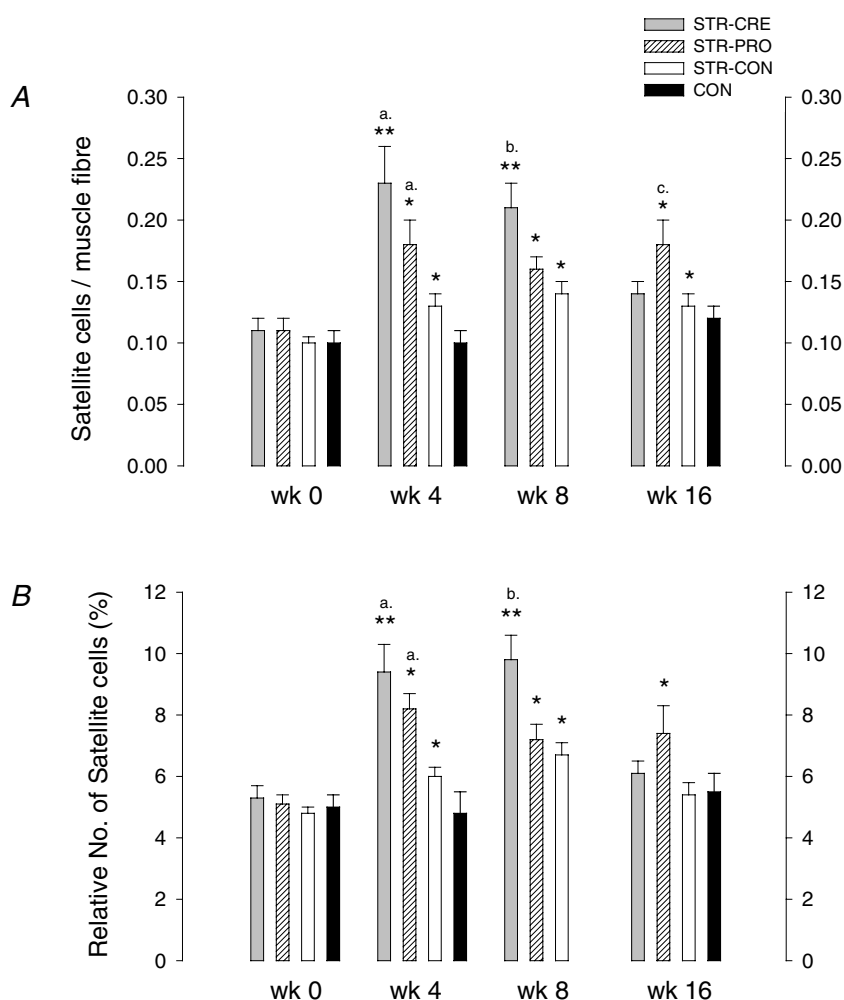 STR-CRE
STR-PRO
STR-CON
CON
A
Satellite cells / muscle fibre
0.30 0.30
0.25 0.25
0.20 0.20
0.15 0.15
0.10 0.10
0.05 0.05
0.00 0.00
a.
**
a.
*
*
b.
**
*
*
c.
*
*
wk 0 wk 4 wk 8 wk 16
B
Relative No. of Satellite cells (%)
12 12
10 10
8 8
6 6
4 4
2 2
0 0
a.
**
a.
*
*
b.
**
*
*
*
wk 0 wk 4 wk 8 wk 16